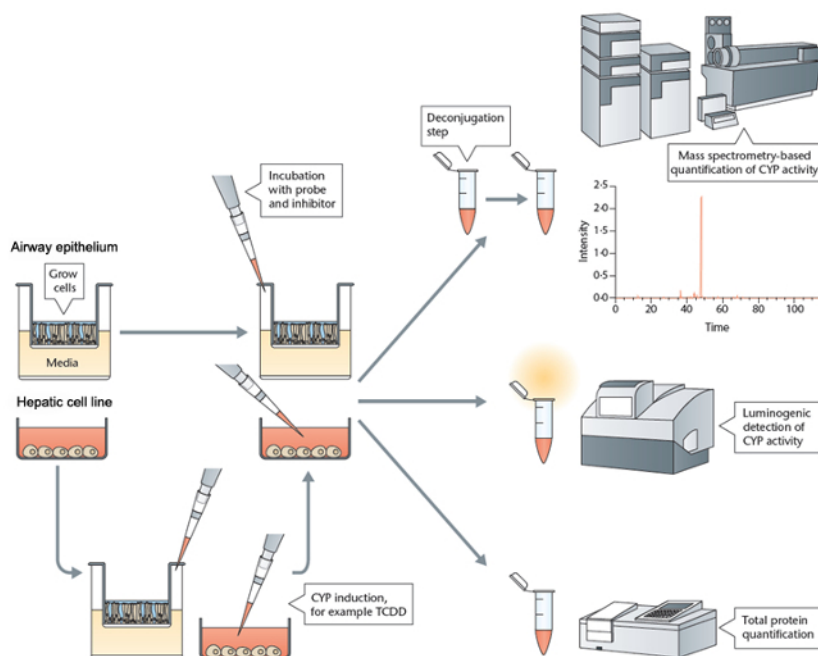 Deconjugation
step
Mass spectrometry-based
quantification of CYP activity
Incubation
with probe
and inhibitor
Airway epithelium
Grow
cells
Media
Intensity
2·5
2·0
1·5
1·0
0·5
0·0
0 20 40 60 80 100
Time
Hepatic cell line
Luminogenic
detection of
CYP activity
CYP induction,
for example TCDD
Total protein
quantification